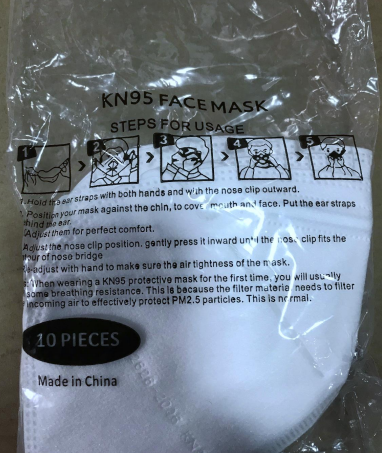 KN95 FACE MASK
STEPS FOR USAGE
1 2 3 4 5
1. Hold the ear straps with both hands and with the nose clip outward.
Position your mask against the chin, to cover mouth and face. Put the ear straps
hind the ear.
Adjust them for perfect comfort.
Adjust the nose clip position, gently press it inward until the nose clip fits the
tour of nose bridge
Re-adjust with hand to make sure the air tightness of the mask.
When wearing a KN95 protective mask for the first time, you will usually
some breathing resistance. This is because the filter material needs to filter
incoming air to effectively protect PM2.5 particles. This is normal.
10 PIECES
Made in China